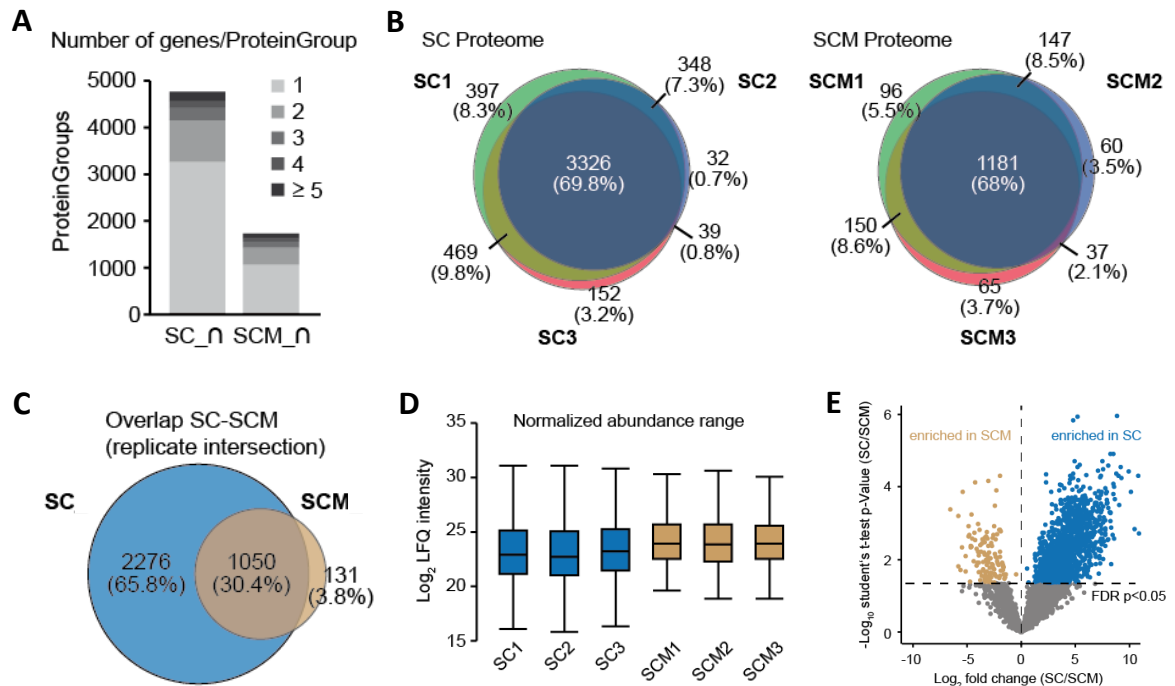 A
Number of genes/ProteinGroup
ProteinGroups
5000
4000
3000
2000
1000
0
1
2
3
4
≥ 5
SC_∩
SCM_∩
B
SC Proteome
SC1
SC2
SC3
397
(8.3%)
348
(7.3%)
3326
(69.8%)
32
(0.7%)
39
(0.8%)
469
(9.8%)
152
(3.2%)
SCM Proteome
SCM1
SCM2
SCM3
147
(8.5%)
96
(5.5%)
60
(3.5%)
1181
(68%)
150
(8.6%)
37
(2.1%)
65
(3.7%)
C
Overlap SC-SCM
(replicate intersection)
SC
SCM
2276
(65.8%)
1050
(30.4%)
131
(3.8%)
D
Normalized abundance range
Log2 LFQ intensity
35
30
25
20
15
SC1
SC2
SC3
SCM1
SCM2
SCM3
E
-Log10 student's t-test p-Value (SC/SCM)
6
4
2
0
enriched in SCM
enriched in SC
FDR p<0.05
-10
-5
0
5
10
Log2 fold change (SC/SCM)